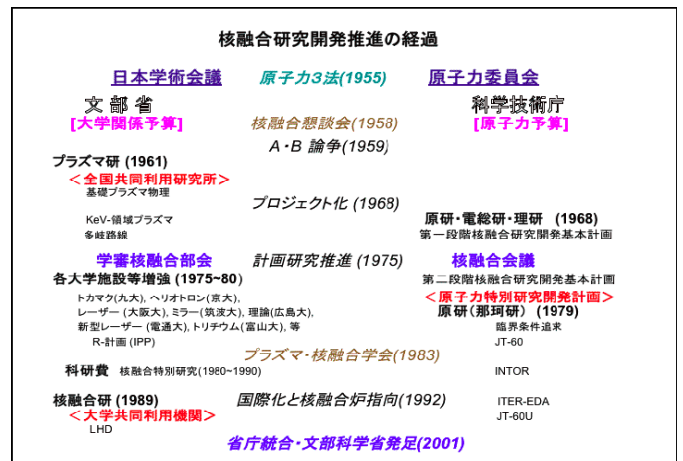 核融合研究開発推進の経過
日本学術会議 原子力3法(1955) 原子力委員会
文部省 科学技術庁
[大学関係予算] 核融合懇談会(1958) [原子力予算]
A・B 論争(1959)
プラズマ研 (1961)
＜全国共同利用研究所＞
基礎プラズマ物理
プロジェクト化 (1968)
KeV-領域プラズマ 原研・電総研・理研 (1968)
多岐路線 第一段階核融合研究開発基本計画
学審核融合部会 計画研究推進 (1975) 核融合会議
各大学施設等増強 (1975~80) 第二段階核融合研究開発基本計画
トカマク(九大), ヘリオトロン(京大), ＜原子力特別研究開発計画＞
レーザー (大阪大), ミラー(筑波大), 理論(広島大), 原研(那珂研) (1979)
新型レーザー (電通大), トリチウム(富山大), 等 臨界条件追求
R-計画 (IPP) JT-60
プラズマ・核融合学会(1983)
科研費 核融合特別研究(1980~1990) INTOR
核融合研 (1989) 国際化と核融合炉指向(1992) ITER-EDA
＜大学共同利用機関＞ JT-60U
LHD
省庁統合・文部科学省発足(2001)